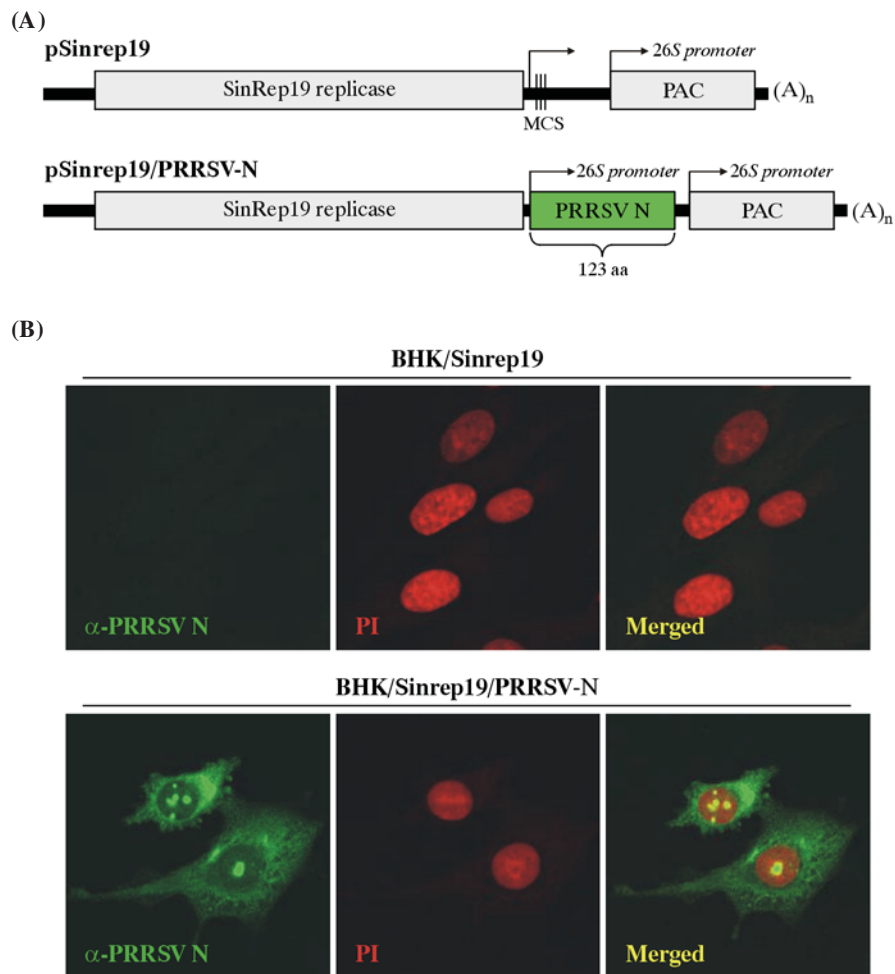 (A)
pSinrep19
26S promoter
SinRep19 replicase
PAC
(A)n
MCS
pSinrep19/PRRSV-N
26S promoter
26S promoter
SinRep19 replicase
PRRSV N
PAC
(A)n
123 aa
(B)
BHK/Sinrep19
α-PRRSV N
PI
Merged
BHK/Sinrep19/PRRSV-N
α-PRRSV N
PI
Merged